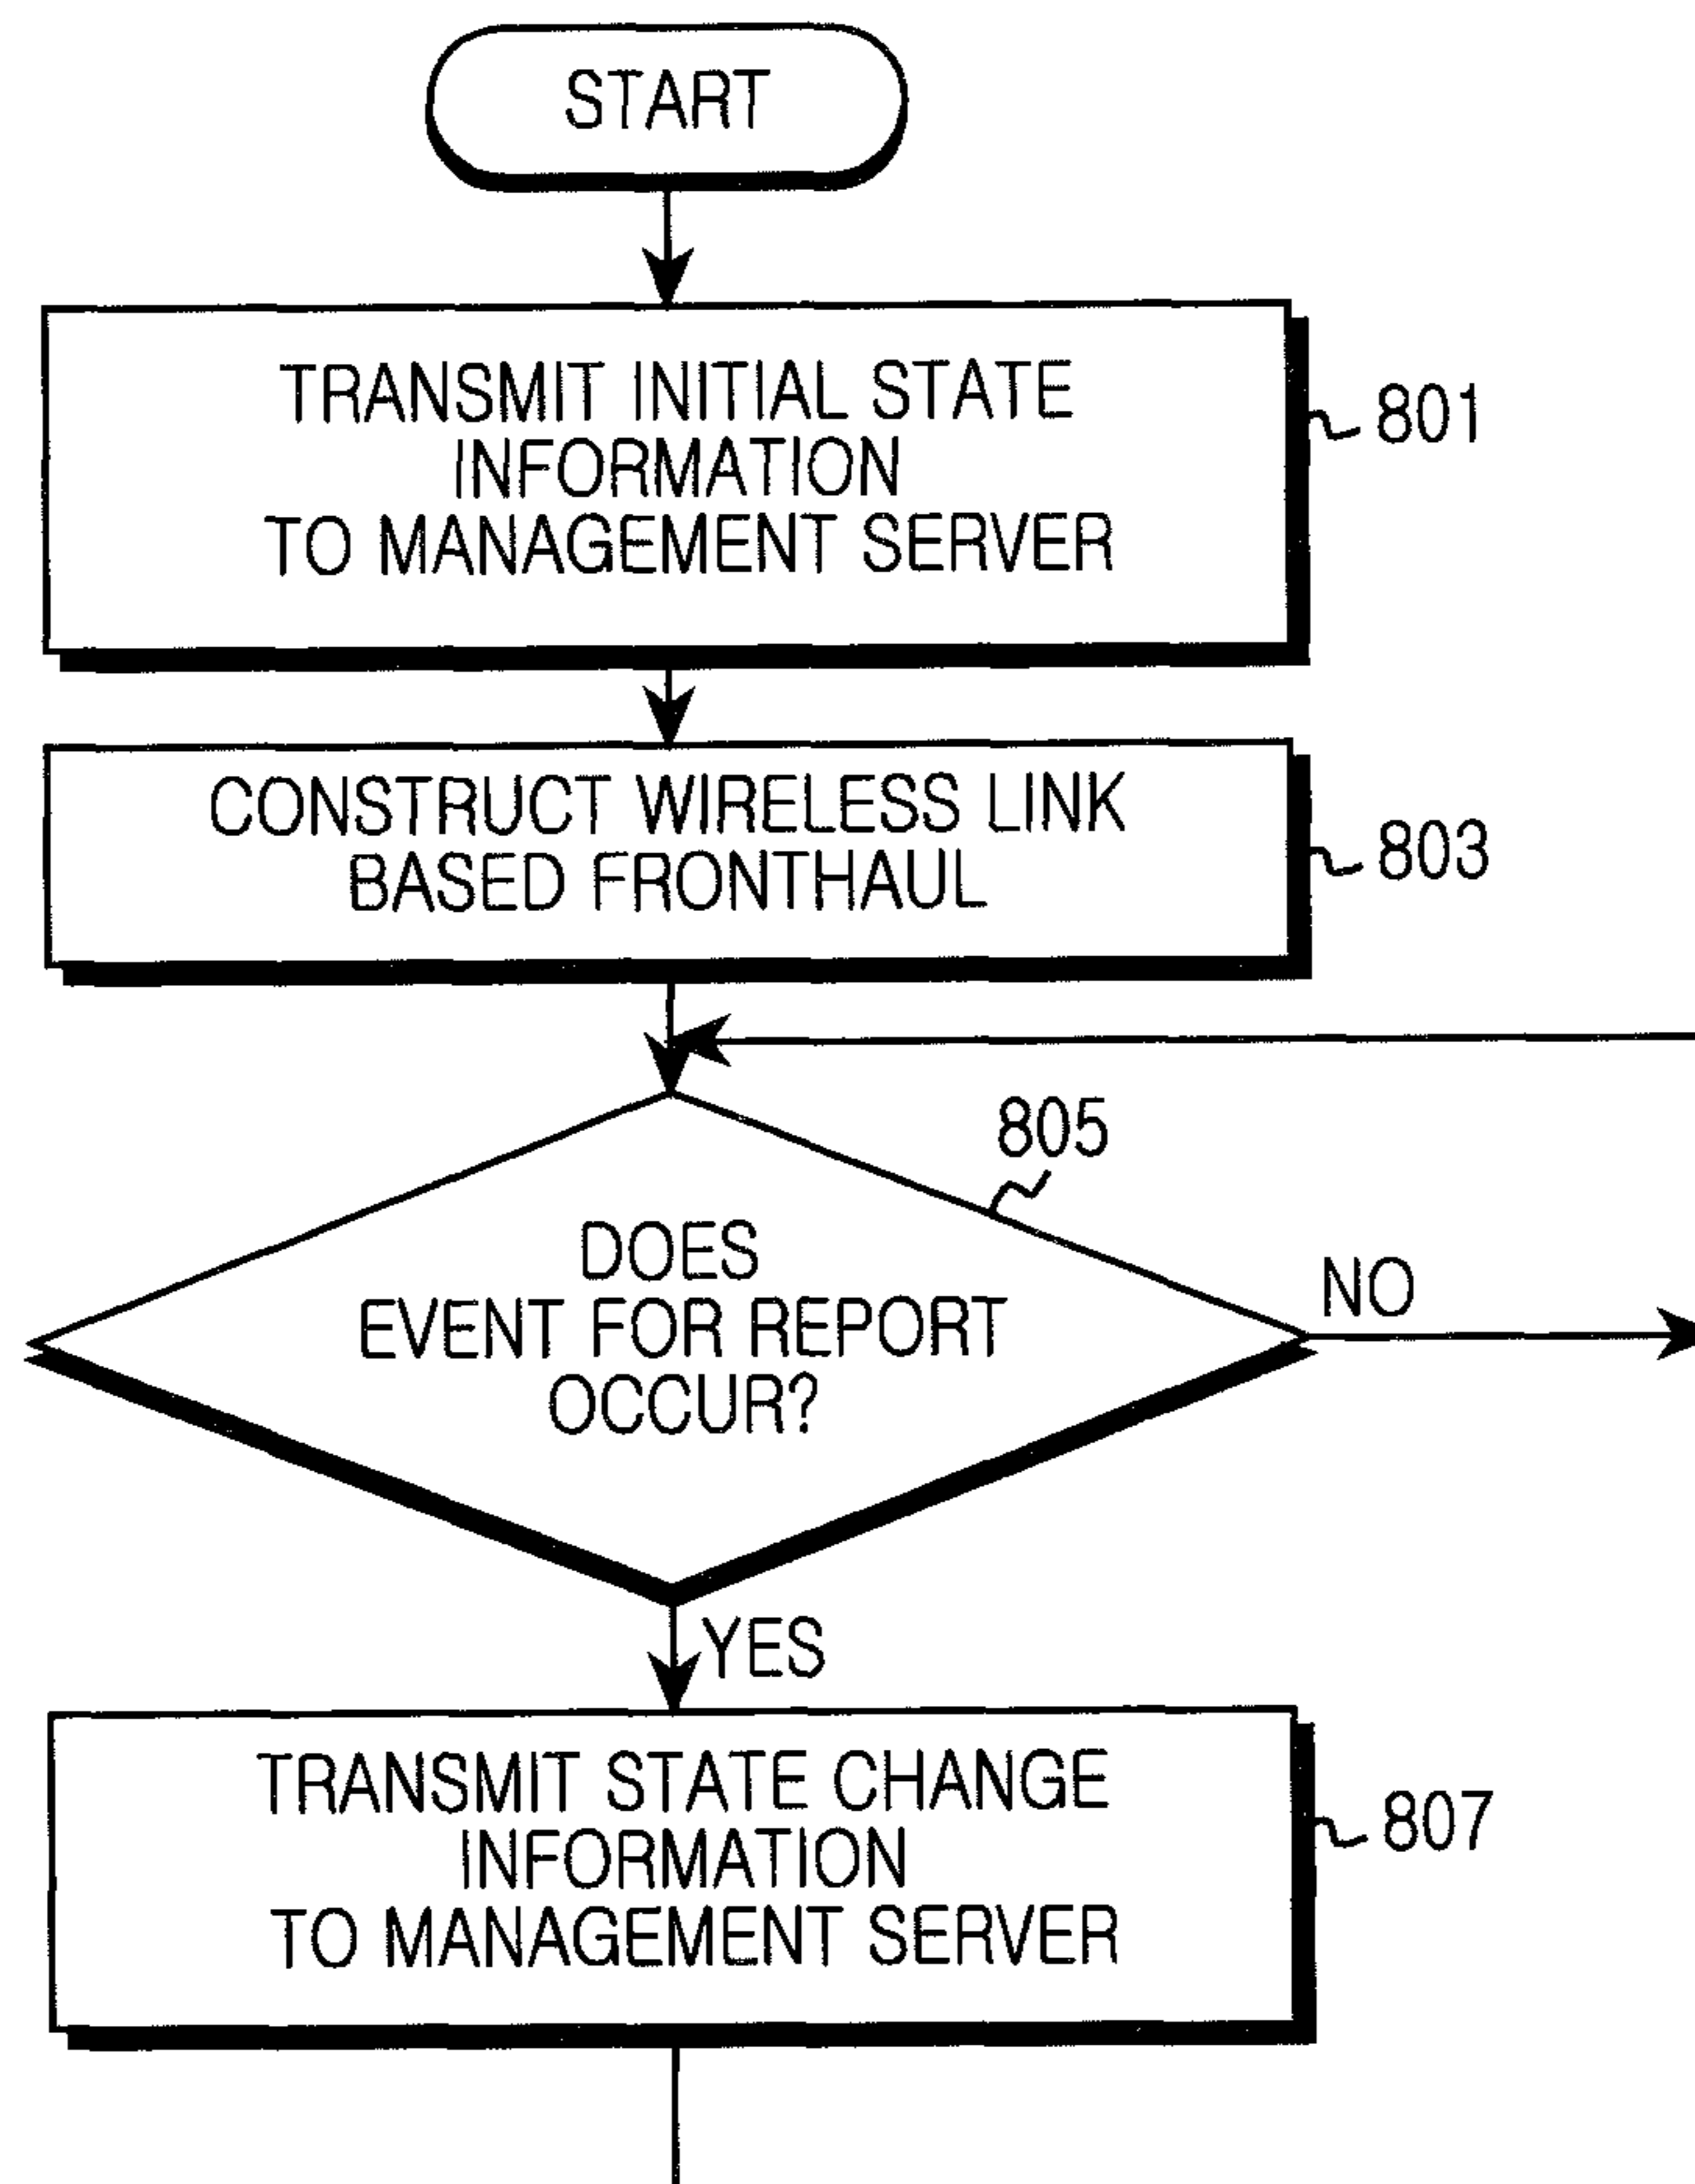 START
TRANSMIT INITIAL STATE
INFORMATION
TO MANAGEMENT SERVER
801
CONSTRUCT WIRELESS LINK
BASED FRONTHAUL
803
805
DOES
EVENT FOR REPORT
OCCUR?
NO
YES
TRANSMIT STATE CHANGE
INFORMATION
TO MANAGEMENT SERVER
807